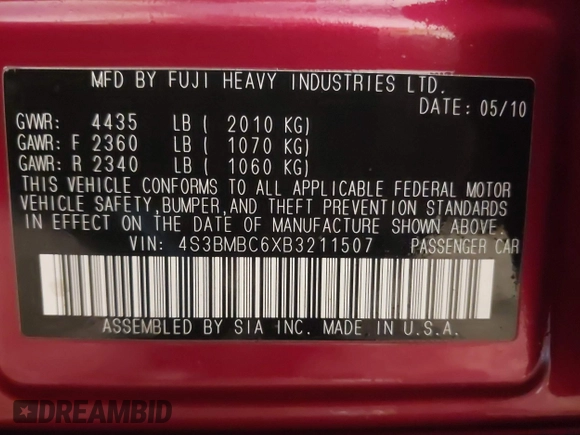 MFD BY FUJI HEAVY INDUSTRIES LTD.
DATE: 05/10
GVWR: 4435 LB ( 2010 KG)
GAWR: F 2360 LB ( 1070 KG)
GAWR: R 2340 LB ( 1060 KG)
THIS VEHICLE CONFORMS TO ALL APPLICABLE FEDERAL MOTOR
VEHICLE SAFETY,BUMPER,AND THEFT PREVENTION STANDARDS
IN EFFECT ON THE DATE OF MANUFACTURE SHOWN ABOVE.
VIN: 4S3BMBC6XB3211507 PASSENGER CAR
ASSEMBLED BY SIA INC. MADE IN U.S.A.
DREAMBID